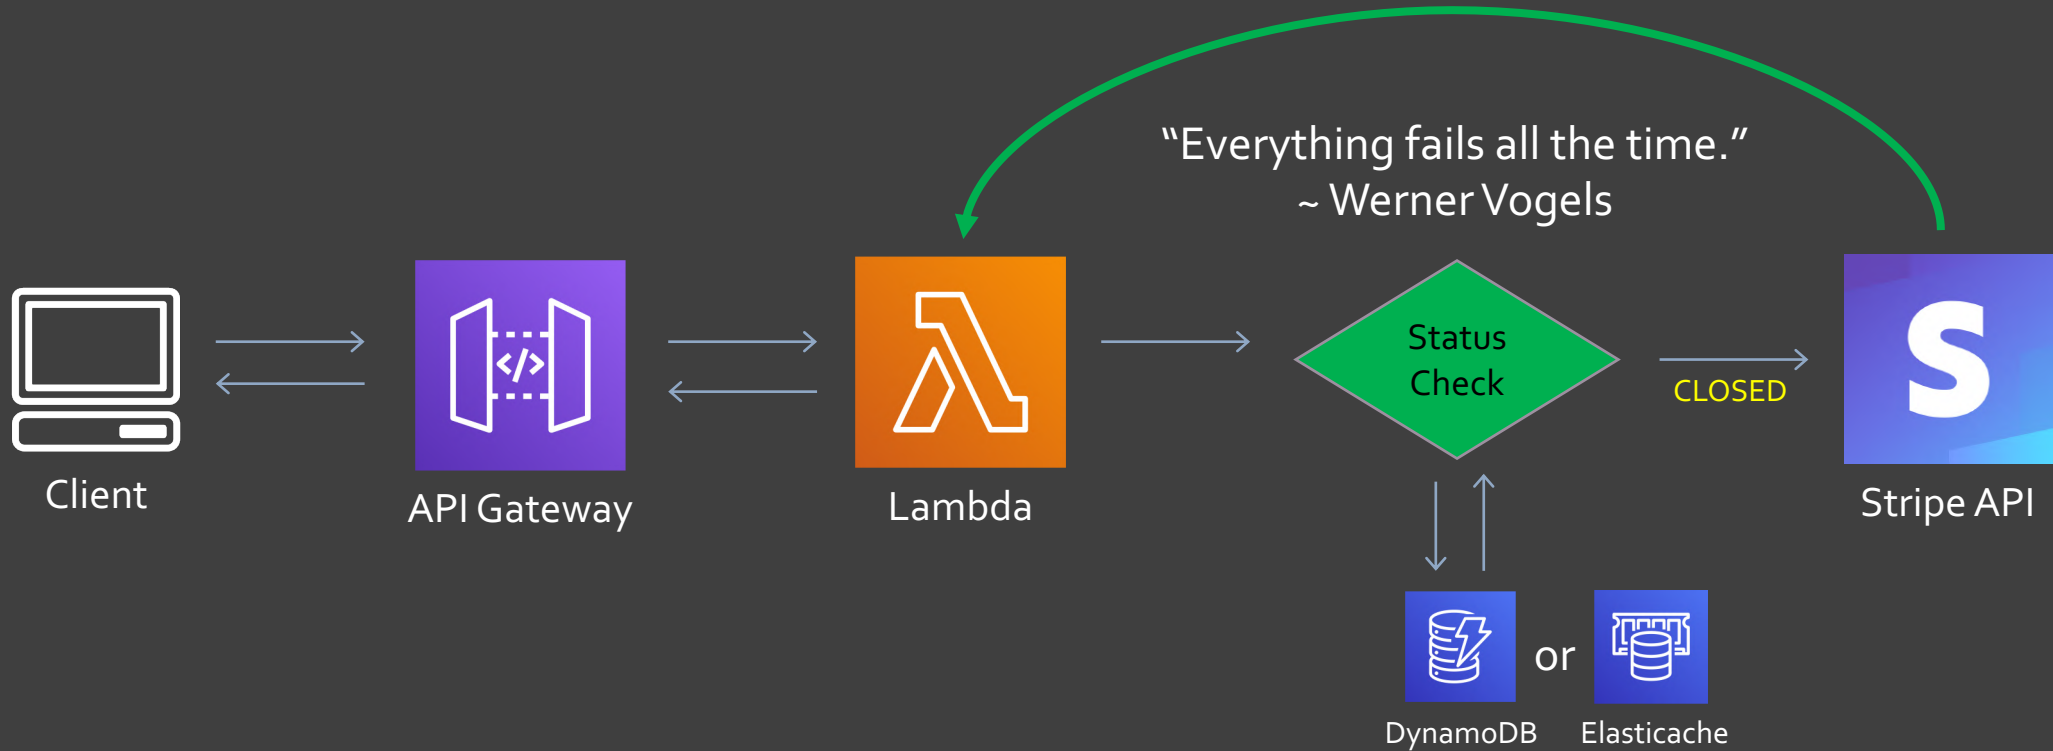 “Everything fails all the time.”
~ Werner Vogels
Client
API Gateway
</>
Lambda
Status
Check
CLOSED
S
Stripe API
or
DynamoDB
Elasticache